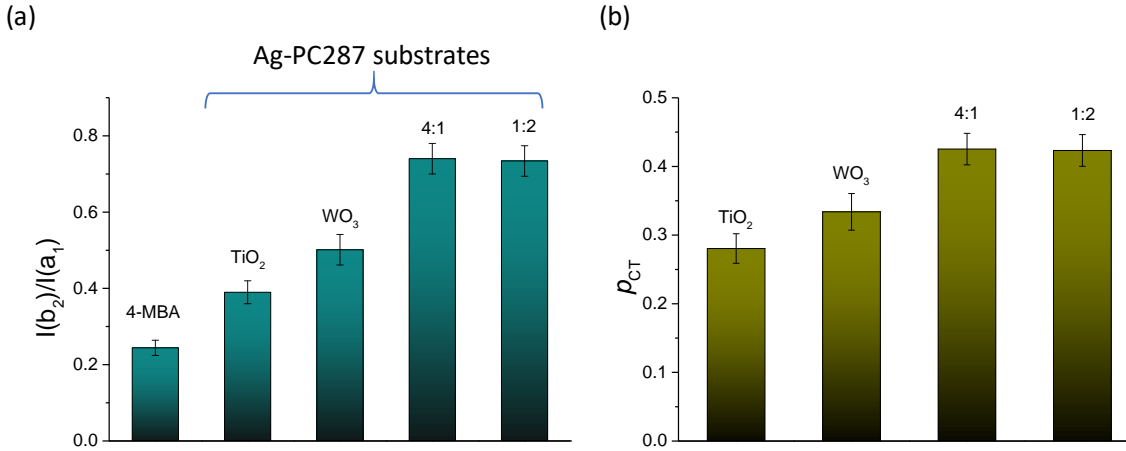 (a)
Ag-PC287 substrates
I(b₂)/I(a₁)
0.8
0.6
0.4
0.2
0.0
4-MBA
TiO₂
WO₃
4:1
1:2
(b)
p_CT
0.5
0.4
0.3
0.2
0.1
0.0
TiO₂
WO₃
4:1
1:2